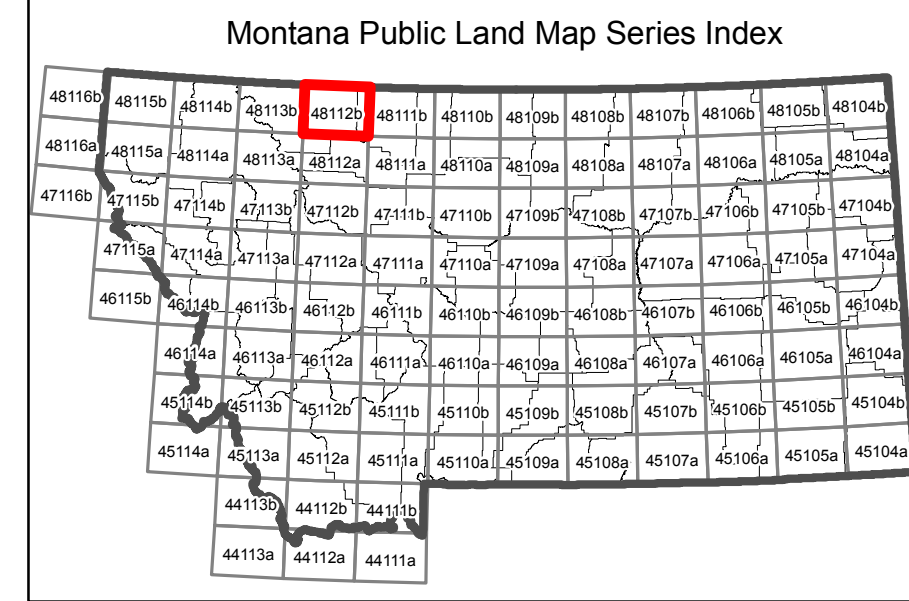 Montana Public Land Map Series Index
48116b 48115b 48114b 48113b 48112b 48111b 48110b 48109b 48108b 48107b 48106b 48105b 48104b
48116a 48115a 48114a 48113a 48112a 48111a 48110a 48109a 48108a 48107a 48106a 48105a 48104a
47116b 47115b 47114b 47113b 47112b 47111b 47110b 47109b 47108b 47107b 47106b 47105b 47104b
47115a 47114a 47113a 47112a 47111a 47110a 47109a 47108a 47107a 47106a 47105a 47104a
46115b 46114b 46113b 46112b 46111b 46110b 46109b 46108b 46107b 46106b 46105b 46104b
46114a 46113a 46112a 46111a 46110a 46109a 46108a 46107a 46106a 46105a 46104a
45114b 45113b 45112b 45111b 45110b 45109b 45108b 45107b 45106b 45105b 45104b
45114a 45113a 45112a 45111a 45110a 45109a 45108a 45107a 45106a 45105a 45104a
44113b 44112b 44111b
44113a 44112a 44111a